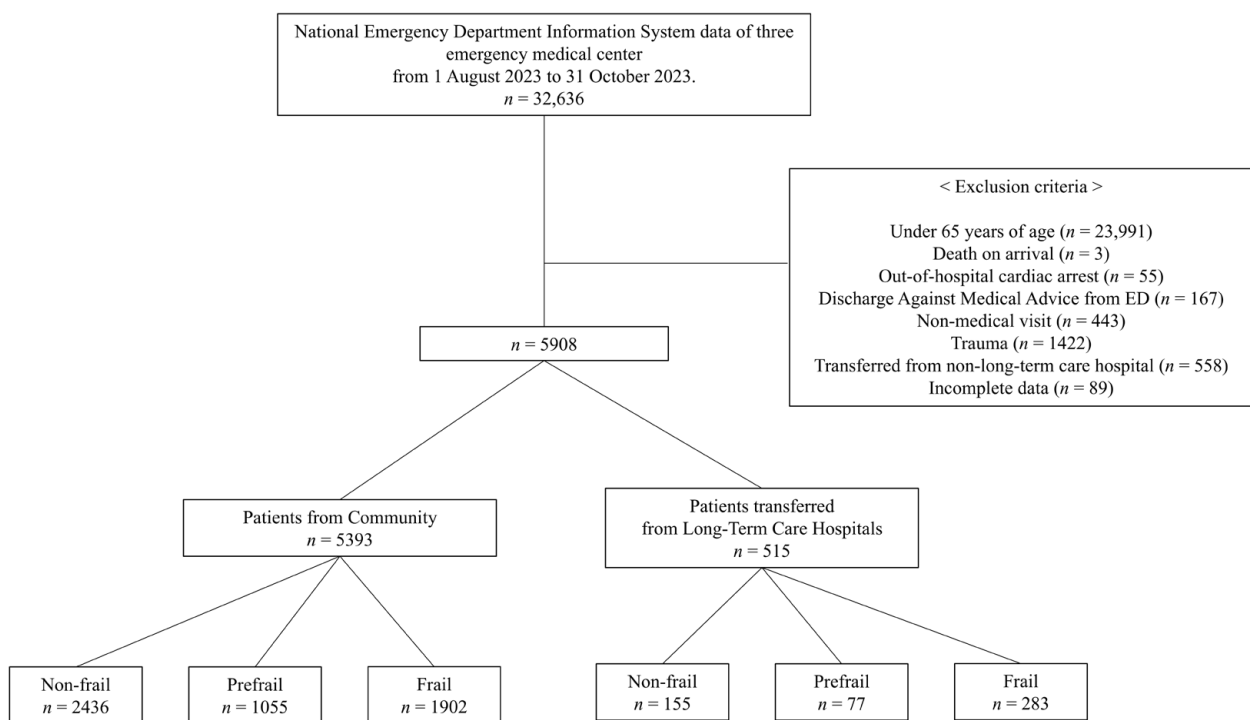 National Emergency Department Information System data of three
emergency medical center
from 1 August 2023 to 31 October 2023.
n = 32,636
< Exclusion criteria >
Under 65 years of age (n = 23,991)
Death on arrival (n = 3)
Out-of-hospital cardiac arrest (n = 55)
Discharge Against Medical Advice from ED (n = 167)
Non-medical visit (n = 443)
Trauma (n = 1422)
Transferred from non-long-term care hospital (n = 558)
Incomplete data (n = 89)
n = 5908
Patients from Community
n = 5393
Patients transferred
from Long-Term Care Hospitals
n = 515
Non-frail
n = 2436
Prefrail
n = 1055
Frail
n = 1902
Non-frail
n = 155
Prefrail
n = 77
Frail
n = 283